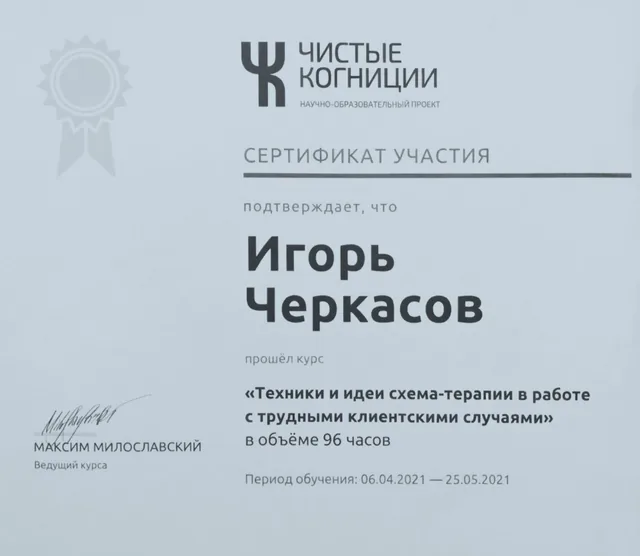 ЧИСТЫЕ
КОГНИЦИИ
НАУЧНО-ОБРАЗОВАТЕЛЬНЫЙ ПРОЕКТ
СЕРТИФИКАТ УЧАСТИЯ
подтверждает, что
Игорь
Черкасов
прошёл курс
«Техники и идеи схема-терапии в работе
с трудными клиентскими случаями»
в объёме 96 часов
Период обучения: 06.04.2021 — 25.05.2021
МАКСИМ МИЛОСЛАВСКИЙ
Ведущий курса